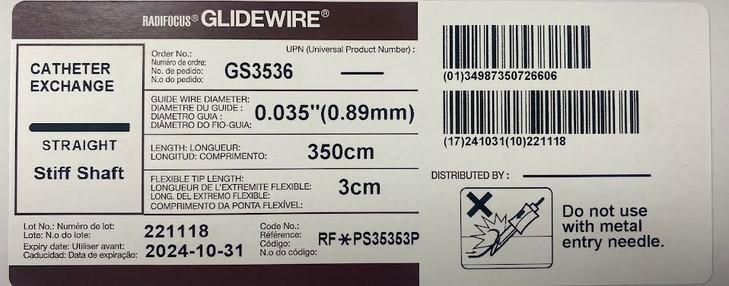 RADIFOCUS® GLIDEWIRE®
CATHETER
EXCHANGE
STRAIGHT
Stiff Shaft
Order No.:
Numéro de ordre:
No. de pedido:
N.o do pedido:
GS3536
UPN (Universal Product Number) :
GUIDE WIRE DIAMETER:
DIAMETRE DU GUIDE :
DIAMETRO GUIA :
DIÂMETRO DO FIO-GUIA:
0.035"(0.89mm)
LENGTH: LONGUEUR:
LONGITUD: COMPRIMENTO:
350cm
FLEXIBLE TIP LENGTH:
LONGUEUR DE L'EXTREMITE FLEXIBLE:
LONG. DEL EXTREMO FLEXIBLE:
COMPRIMENTO DA PONTA FLEXÍVEL:
3cm
Lot No.: Numéro de lot:
Lote: N.o do lote:
221118
Expiry date: Utiliser avant:
Caducidad: Data de expiração:
2024-10-31
Code No.:
Référence:
Código:
N.o do código:
RF*PS35353P
(01)34987350726606
(17)241031(10)221118
DISTRIBUTED BY :
Do not use
with metal
entry needle.